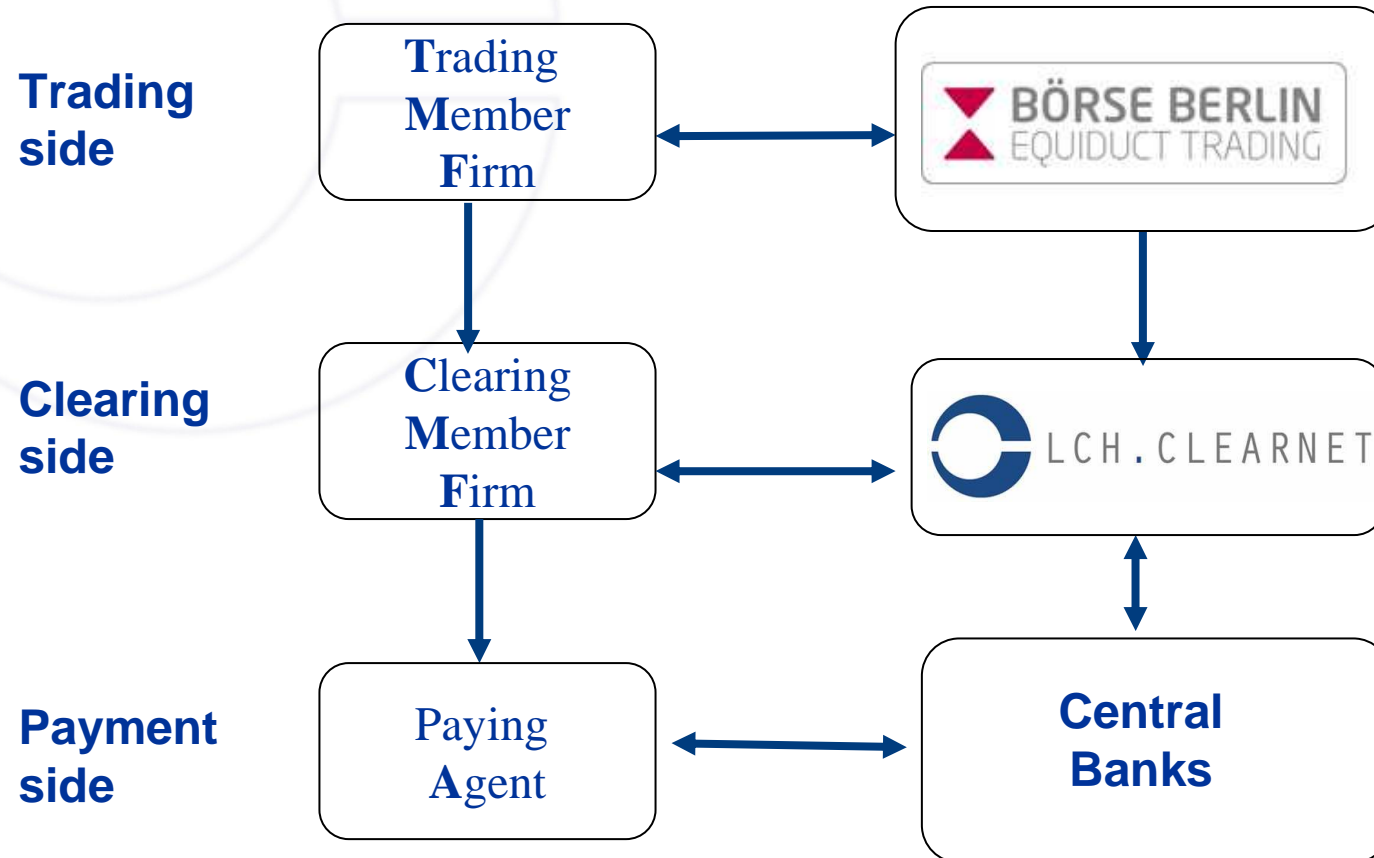 Trading
side
Trading
Member
Firm
BÖRSE BERLIN
EQUIDUCT TRADING
Clearing
side
Clearing
Member
Firm
LCH.CLEARNET
Payment
side
Paying
Agent
Central
Banks